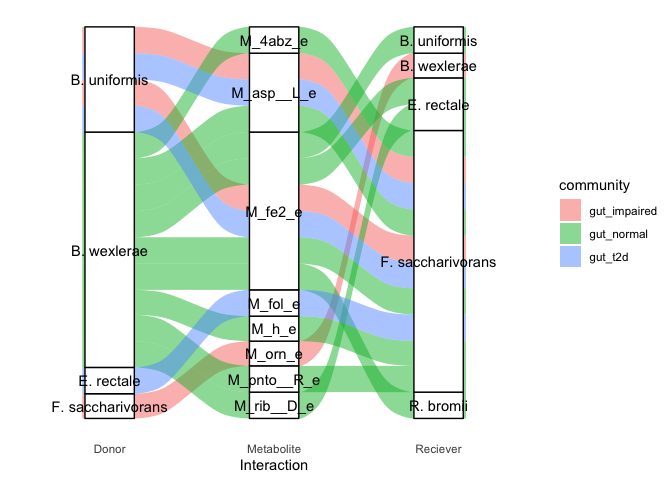 B. uniformis
B. wexlerae
E. rectale
F. saccharivorans
M_4abz_e
M_asp__L_e
M_fe2_e
M_fol_e
M_h_e
M_orn_e
M_pnto__R_e
M_rib__D_e
B. uniformis
B. wexlerae
E. rectale
F. saccharivorans
R. bromii
Donor
Metabolite
Reciever
Interaction
community
gut_impaired
gut_normal
gut_t2d